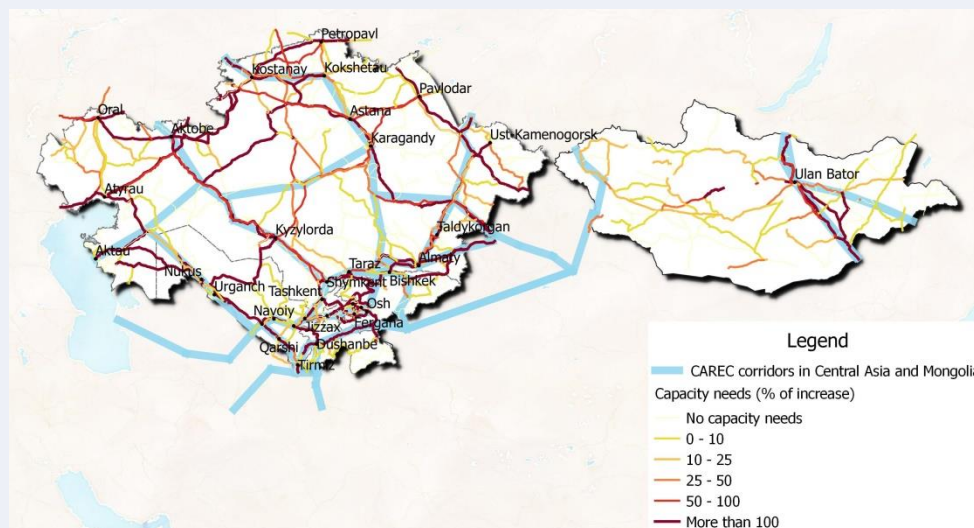 Petropavl
Kostanay
Kokshetau
Pavlodar
Oral
Astana
Aktobe
Karagandy
Ust-Kamenogorsk
Ulan Bator
Atyrau
Kyzylorda
Taldykorgan
Aktau
Taraz
Almaty
Nukus
Shymkent
Bishkek
Urganch
Tashkent
Osh
Navoiy
Jizzax
Fergana
Qarshi
Dushanbe
Tirmiz
Legend
CAREC corridors in Central Asia and Mongolia
Capacity needs (% of increase)
No capacity needs
0 - 10
10 - 25
25 - 50
50 - 100
More than 100